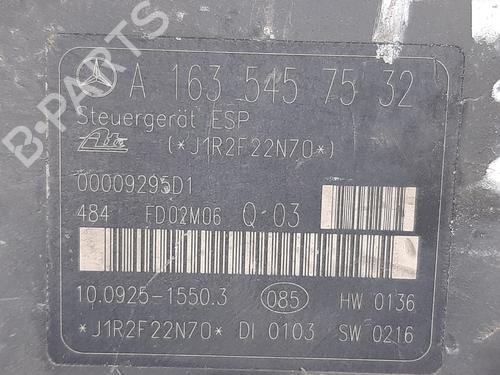 B-PARTS
A 163 545 75 32
Steuergerät ESP
Ate (*J1R2F22N70*)
00009295D1
484 FD02M06 Q 03
10.0925-1550.3 085 HW 0136
*J1R2F22N70* DI 0103 SW 0216